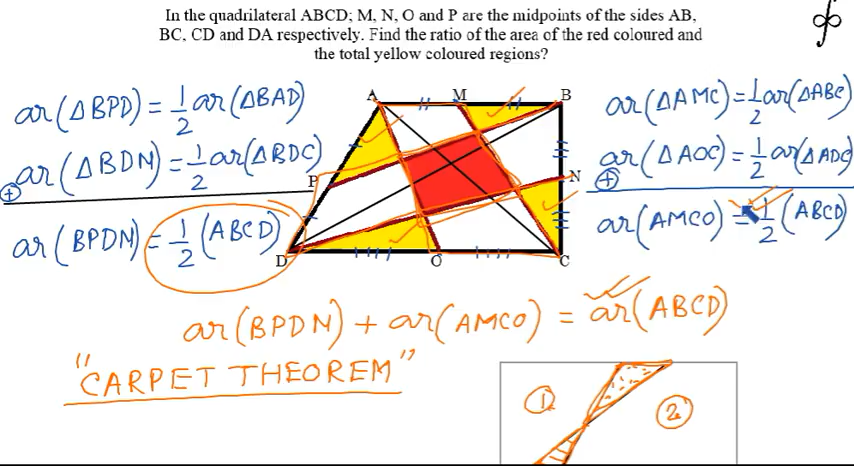 In the quadrilateral ABCD; M, N, O and P are the midpoints of the sides AB,
BC, CD and DA respectively. Find the ratio of the area of the red coloured and
the total yellow coloured regions?
ar(ΔBPD) = 1/2 ar(ΔBAD)
⊕ ar(ΔBDN) = 1/2 ar(ΔBDC)
ar(BPDN) = 1/2 (ABCD)
A M B
P N
D O C
ar(ΔAMC) = 1/2 ar(ΔABC)
⊕ ar(ΔAOC) = 1/2 ar(ΔADC)
ar(AMCO) = 1/2 (ABCD)
ar(BPDN) + ar(AMCO) = ar(ABCD)
"CARPET THEOREM"
① ②